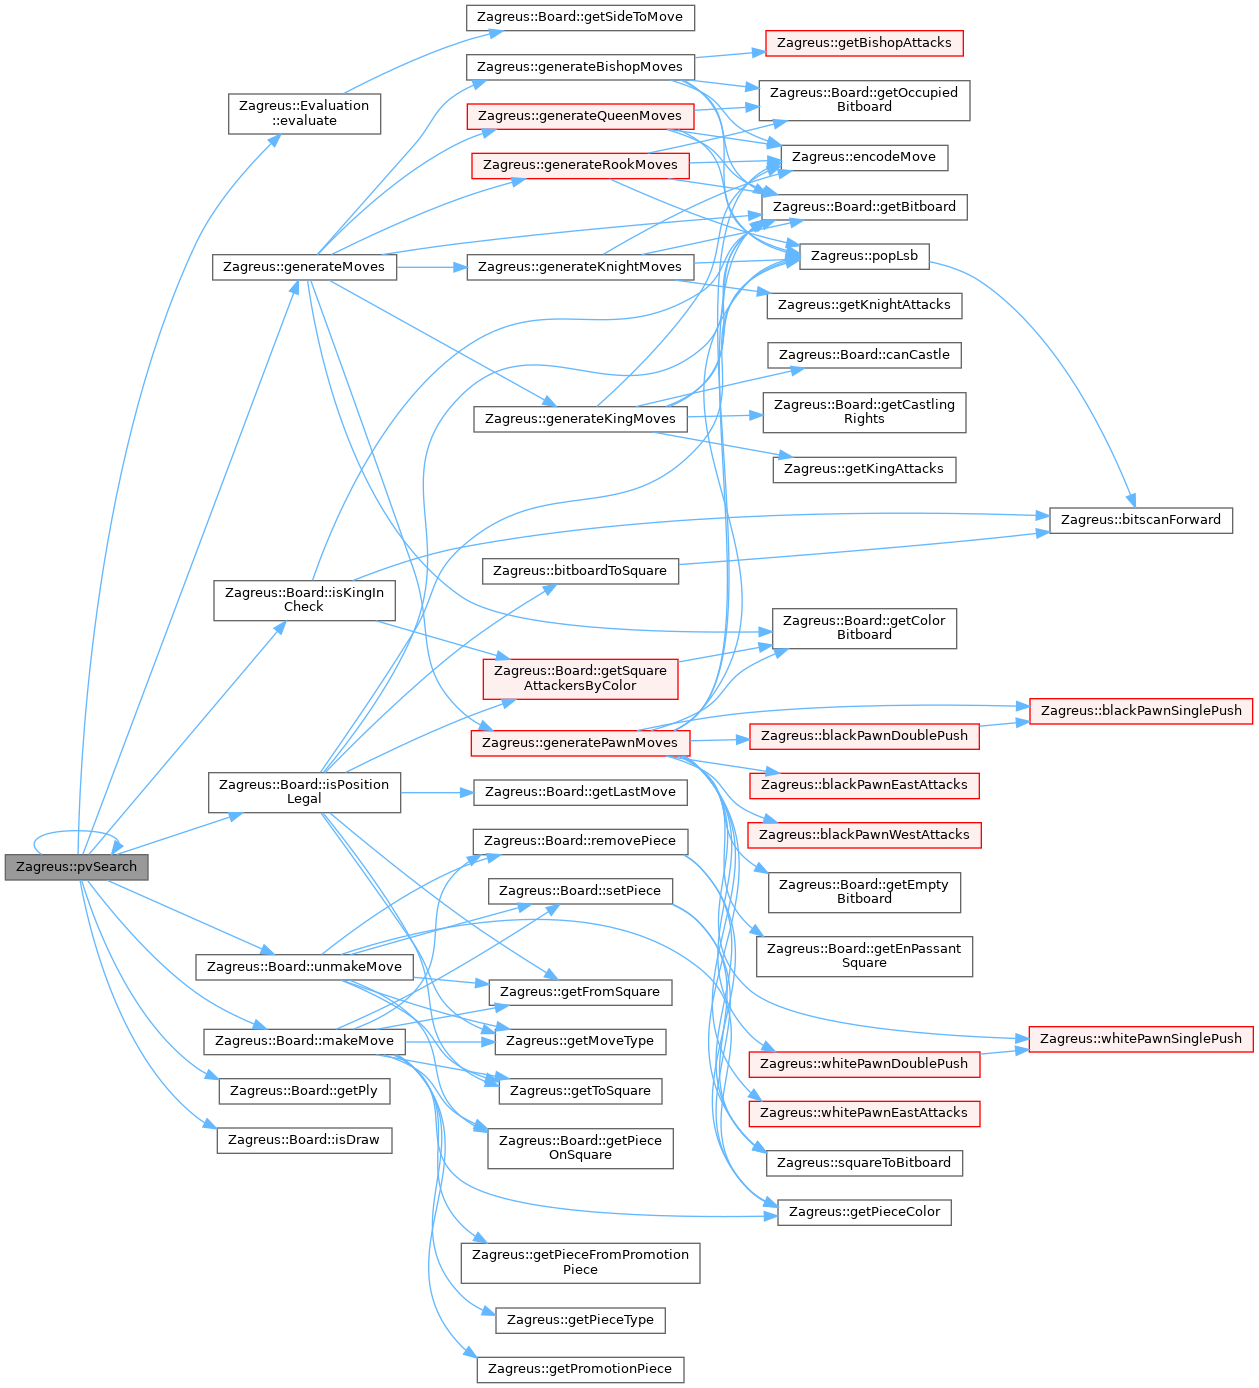 Zagreus::Board::getSideToMove
Zagreus::generateBishopMoves
Zagreus::getBishopAttacks
Zagreus::Evaluation
::evaluate
Zagreus::generateQueenMoves
Zagreus::Board::getOccupied
Bitboard
Zagreus::generateRookMoves
Zagreus::encodeMove
Zagreus::Board::getBitboard
Zagreus::generateMoves
Zagreus::generateKnightMoves
Zagreus::popLsb
Zagreus::getKnightAttacks
Zagreus::Board::canCastle
Zagreus::generateKingMoves
Zagreus::Board::getCastling
Rights
Zagreus::getKingAttacks
Zagreus::bitscanForward
Zagreus::Board::isKingIn
Check
Zagreus::bitboardToSquare
Zagreus::Board::getColor
Bitboard
Zagreus::Board::getSquare
AttackersByColor
Zagreus::generatePawnMoves
Zagreus::blackPawnDoublePush
Zagreus::blackPawnSinglePush
Zagreus::Board::isPosition
Legal
Zagreus::Board::getLastMove
Zagreus::blackPawnEastAttacks
Zagreus::blackPawnWestAttacks
Zagreus::pvSearch
Zagreus::Board::removePiece
Zagreus::Board::setPiece
Zagreus::Board::getEmpty
Bitboard
Zagreus::Board::getEnPassant
Square
Zagreus::Board::unmakeMove
Zagreus::getFromSquare
Zagreus::Board::makeMove
Zagreus::getMoveType
Zagreus::whitePawnSinglePush
Zagreus::whitePawnDoublePush
Zagreus::Board::getPly
Zagreus::getToSquare
Zagreus::whitePawnEastAttacks
Zagreus::Board::isDraw
Zagreus::Board::getPiece
OnSquare
Zagreus::squareToBitboard
Zagreus::getPieceColor
Zagreus::getPieceFromPromotion
Piece
Zagreus::getPieceType
Zagreus::getPromotionPiece